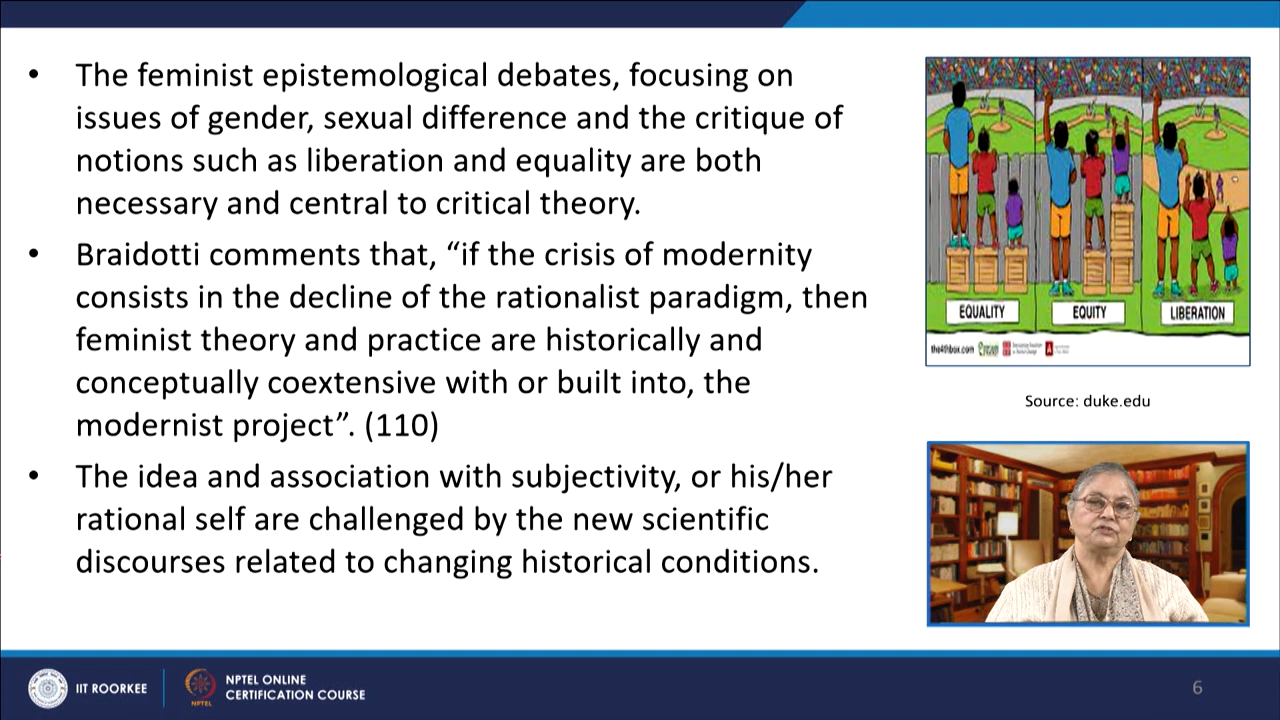 • The feminist epistemological debates, focusing on
issues of gender, sexual difference and the critique of
notions such as liberation and equality are both
necessary and central to critical theory.
• Braidotti comments that, “if the crisis of modernity
consists in the decline of the rationalist paradigm, then
feminist theory and practice are historically and
conceptually coextensive with or built into, the
modernist project”. (110)
• The idea and association with subjectivity, or his/her
rational self are challenged by the new scientific
discourses related to changing historical conditions.
EQUALITY
EQUITY
LIBERATION
the4thbox.com
Source: duke.edu
IIT ROORKEE
NPTEL
NPTEL ONLINE
CERTIFICATION COURSE
6